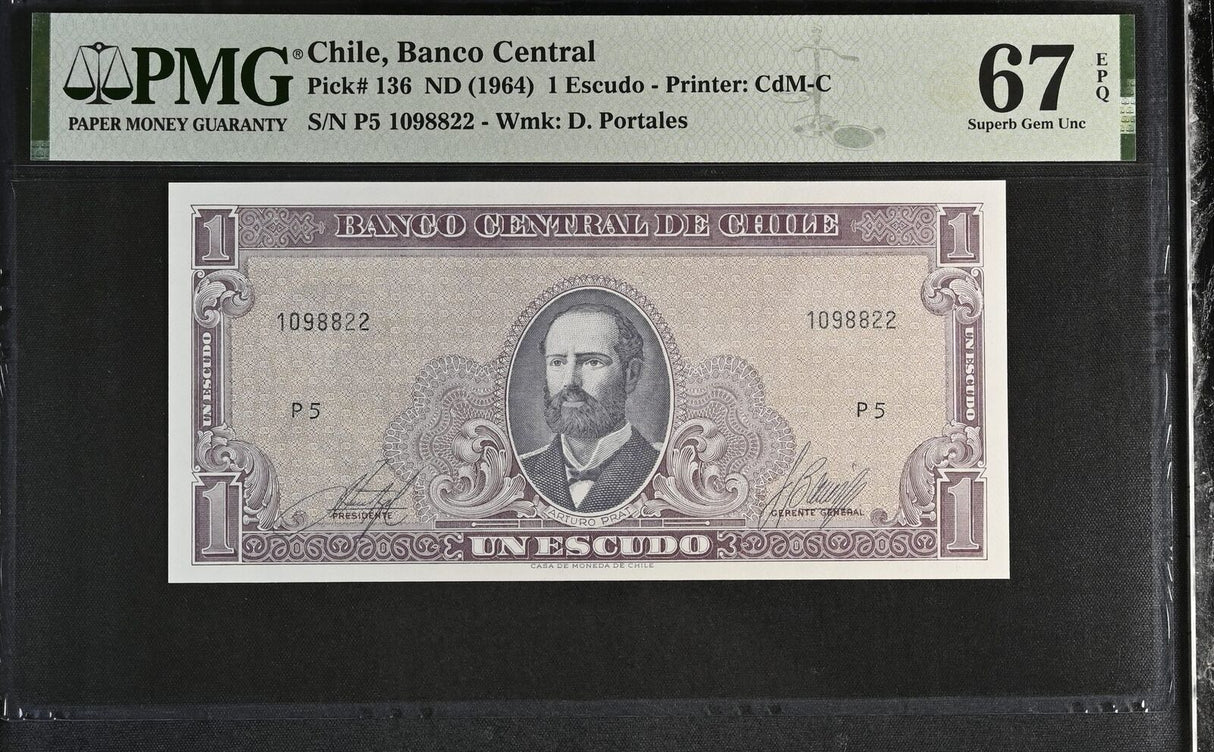 PMG®
PAPER MONEY GUARANTY
Chile, Banco Central
Pick# 136 ND (1964) 1 Escudo - Printer: CdM-C
S/N P5 1098822 - Wmk: D. Portales
67 EPQ
Superb Gem Unc
1 BANCO CENTRAL DE CHILE 1
1098822 1098822
UN ESCUDO UN ESCUDO
P 5 P 5
PRESIDENTE GERENTE GENERAL
ARTURO PRAT
1 UN ESCUDO 1
CASA DE MONEDA DE CHILE